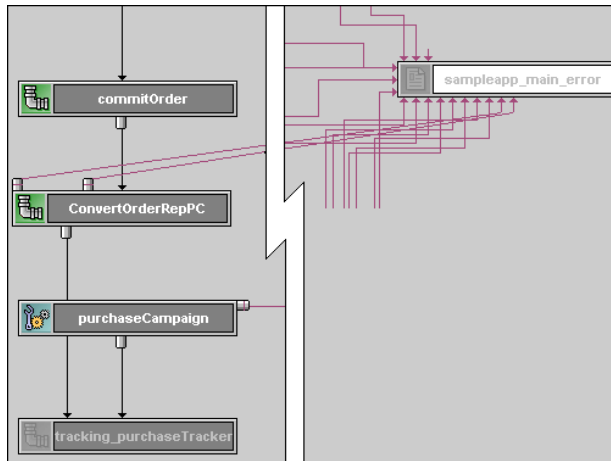 commitOrder
sampleapp_main_error
ConvertOrderRepPC
purchaseCampaign
tracking_purchaseTracker